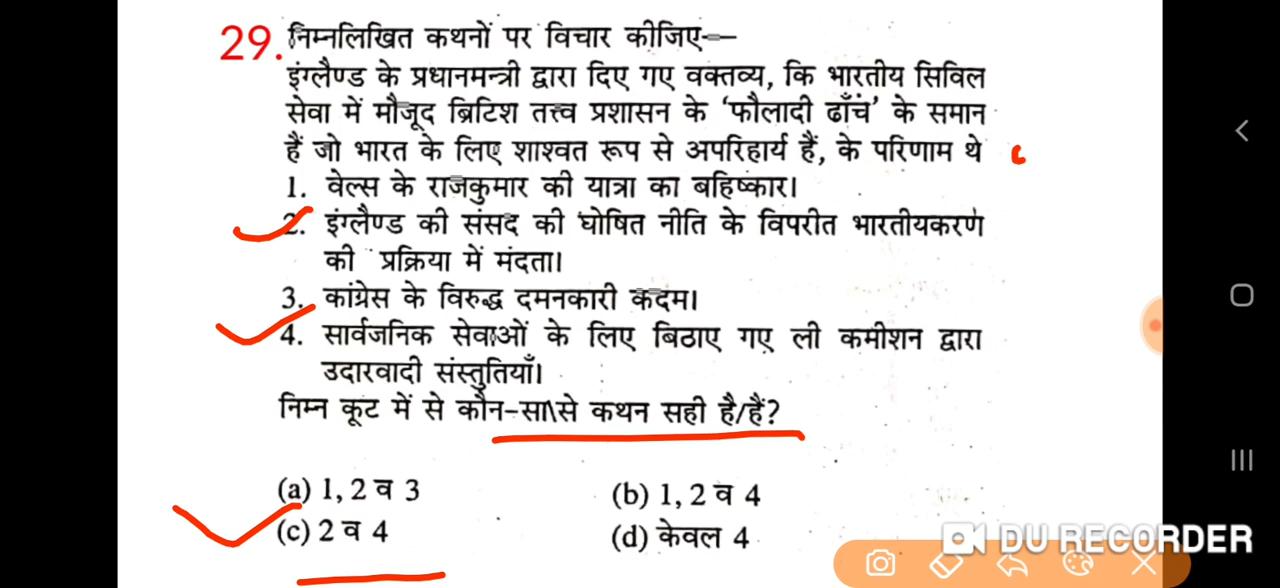 29. निम्नलिखित कथनों पर विचार कीजिए—
इंग्लैण्ड के प्रधानमन्त्री द्वारा दिए गए वक्तव्य, कि भारतीय सिविल
सेवा में मौजूद ब्रिटिश तत्त्व प्रशासन के ‘फौलादी ढाँचे’ के समान
हैं जो भारत के लिए शाश्वत रूप से अपरिहार्य हैं, के परिणाम थे
1. वेल्स के राजकुमार की यात्रा का बहिष्कार।
2. इंग्लैण्ड की संसद की घोषित नीति के विपरीत भारतीयकरण
की प्रक्रिया में मंदता।
3. कांग्रेस के विरुद्ध दमनकारी कदम।
4. सार्वजनिक सेवाओं के लिए बिठाए गए ली कमीशन द्वारा
उदारवादी संस्तुतियाँ।
निम्न कूट में से कौन-सा\से कथन सही है/हैं?
(a) 1, 2 व 3 (b) 1, 2 व 4
(c) 2 व 4 (d) केवल 4
DU RECORDER